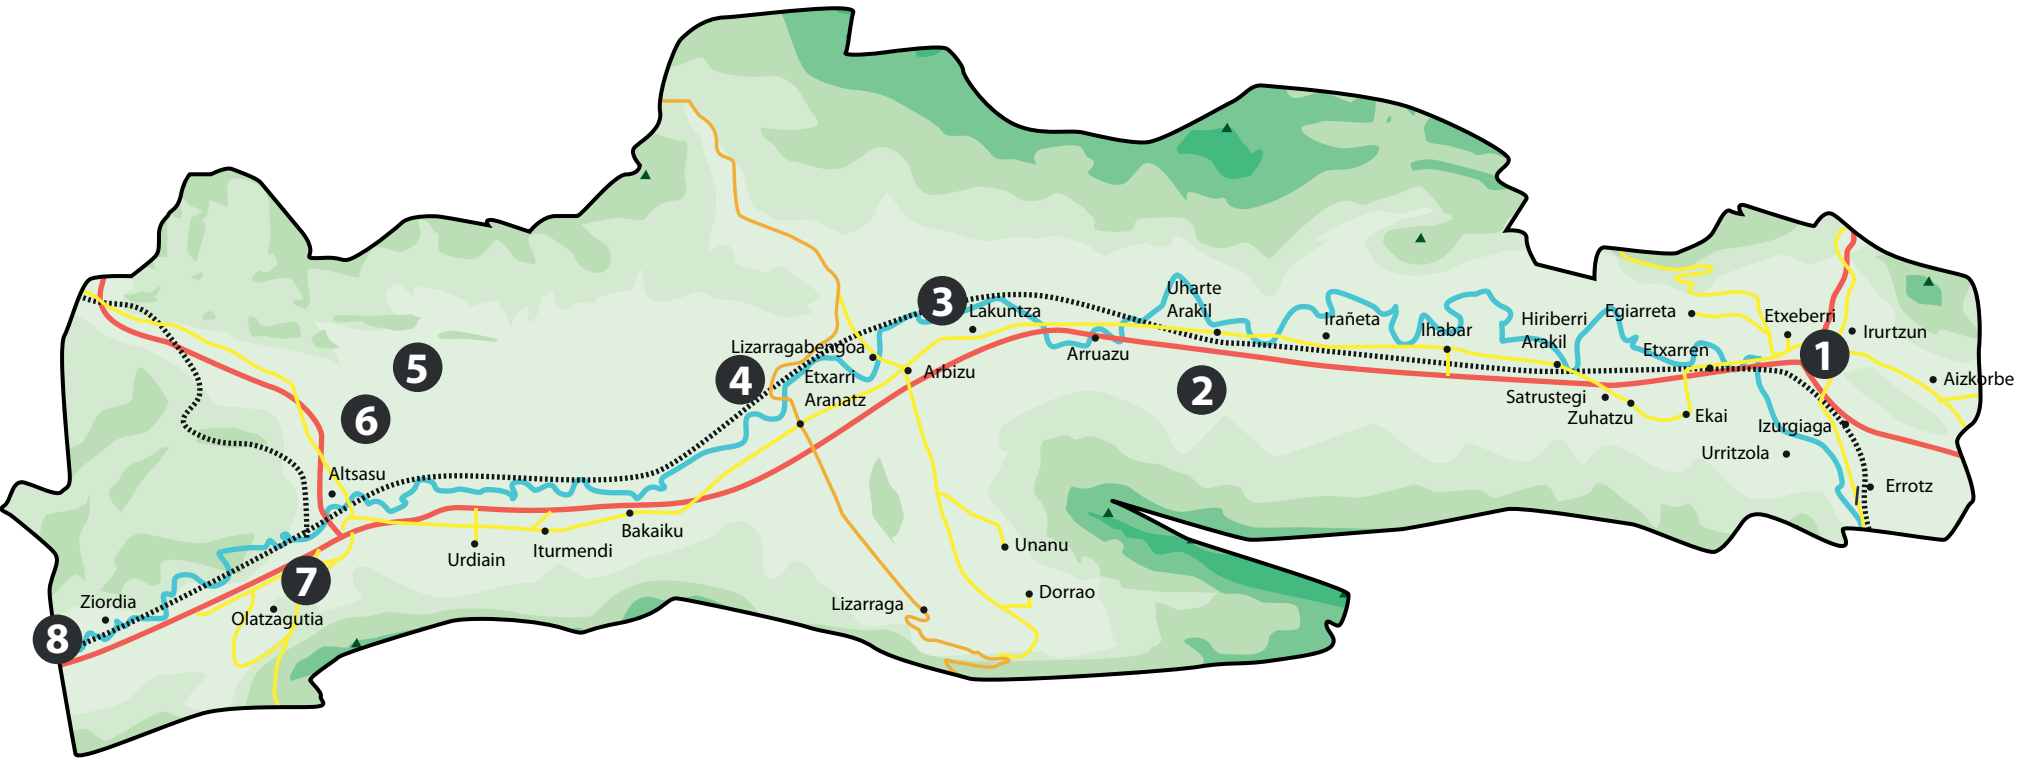 Uharte
Arakil
3
Lakuntza
Irañeta
Ihabar
Hiriberri
Arakil
Egiarreta
Etxeberri
Irurtzun
Lizarragabengoa
Arruazu
Etxarren
1
5
4
Etxarri
Aranatz
Arbizu
2
Satrustegi
Zuhatzu
Ekai
Aizkorbe
6
Izurgiaga
Urritzola
Altsasu
Errotz
Urdiain
Iturmendi
Bakaiku
Unanu
7
Dorrao
Ziordia
Olatzagutia
Lizarraga
8